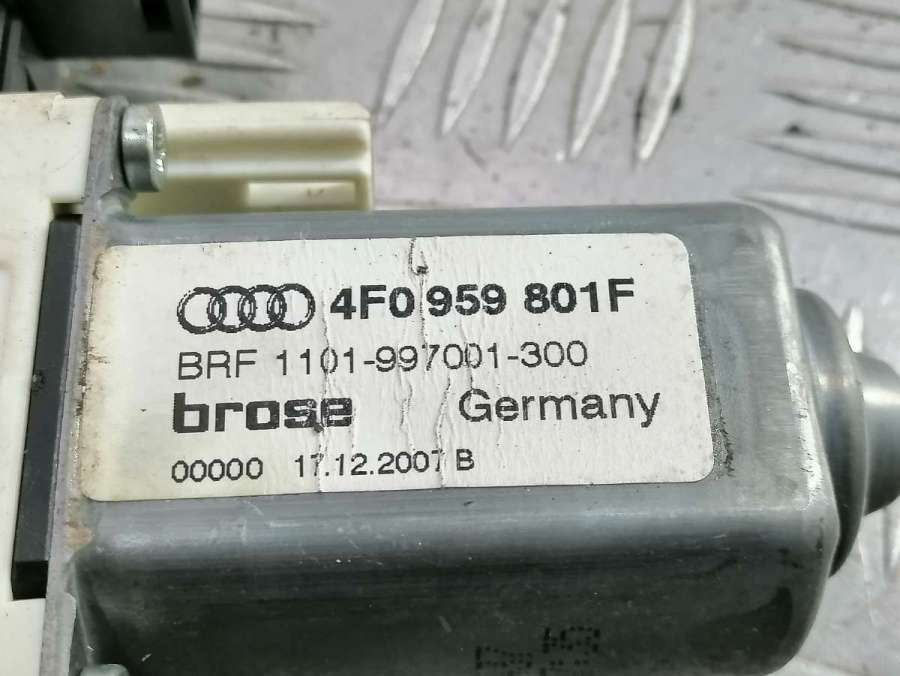 4F0 959 801F
BRF 1101-997001-300
brose Germany
00000 17.12.2007 B